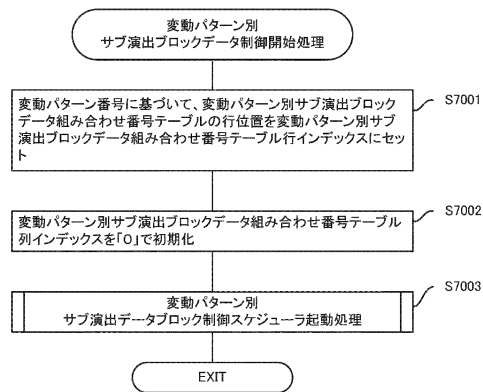 変動パターン別
サブ演出ブロックデータ制御開始処理
S7001
変動パターン番号に基づいて、変動パターン別サブ演出ブロック
データ組み合わせ番号テーブルの行位置を変動パターン別サブ
演出ブロックデータ組み合わせ番号テーブル行インデックスにセッ
ト
S7002
変動パターン別サブ演出ブロックデータ組み合わせ番号テーブル
列インデックスを「0」で初期化
S7003
変動パターン別
サブ演出データブロック制御スケジューラ起動処理
EXIT